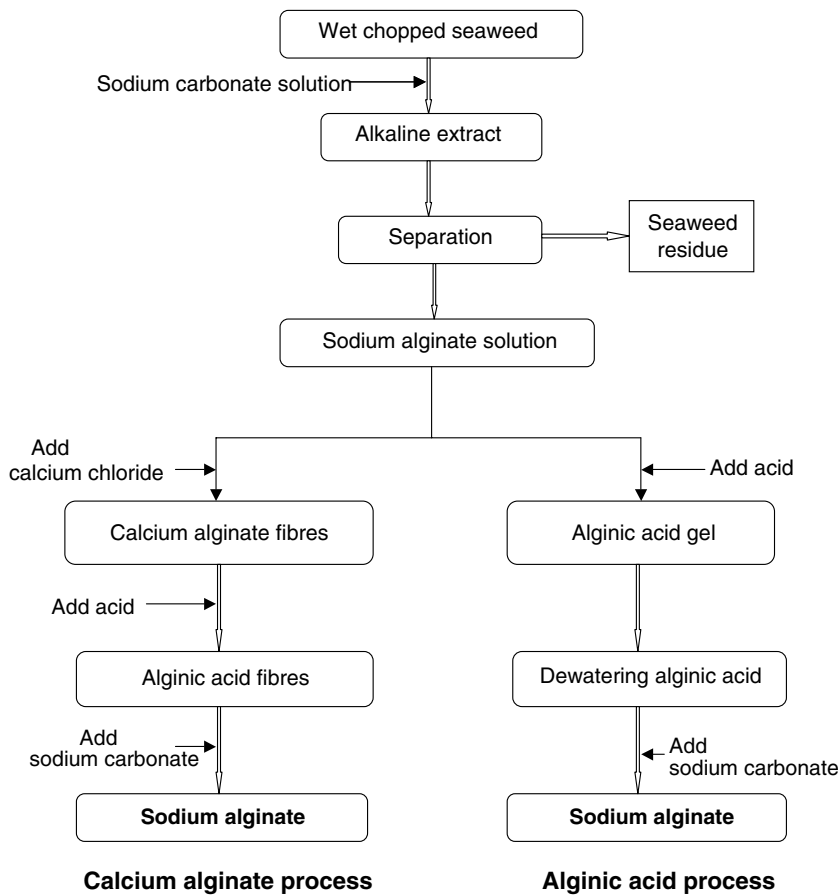 Wet chopped seaweed
Sodium carbonate solution
Alkaline extract
Separation
Seaweed
residue
Sodium alginate solution
Add
calcium chloride
Add acid
Calcium alginate fibres
Alginic acid gel
Add acid
Alginic acid fibres
Dewatering alginic acid
Add
sodium carbonate
Add
sodium carbonate
Sodium alginate
Sodium alginate
Calcium alginate process
Alginic acid process